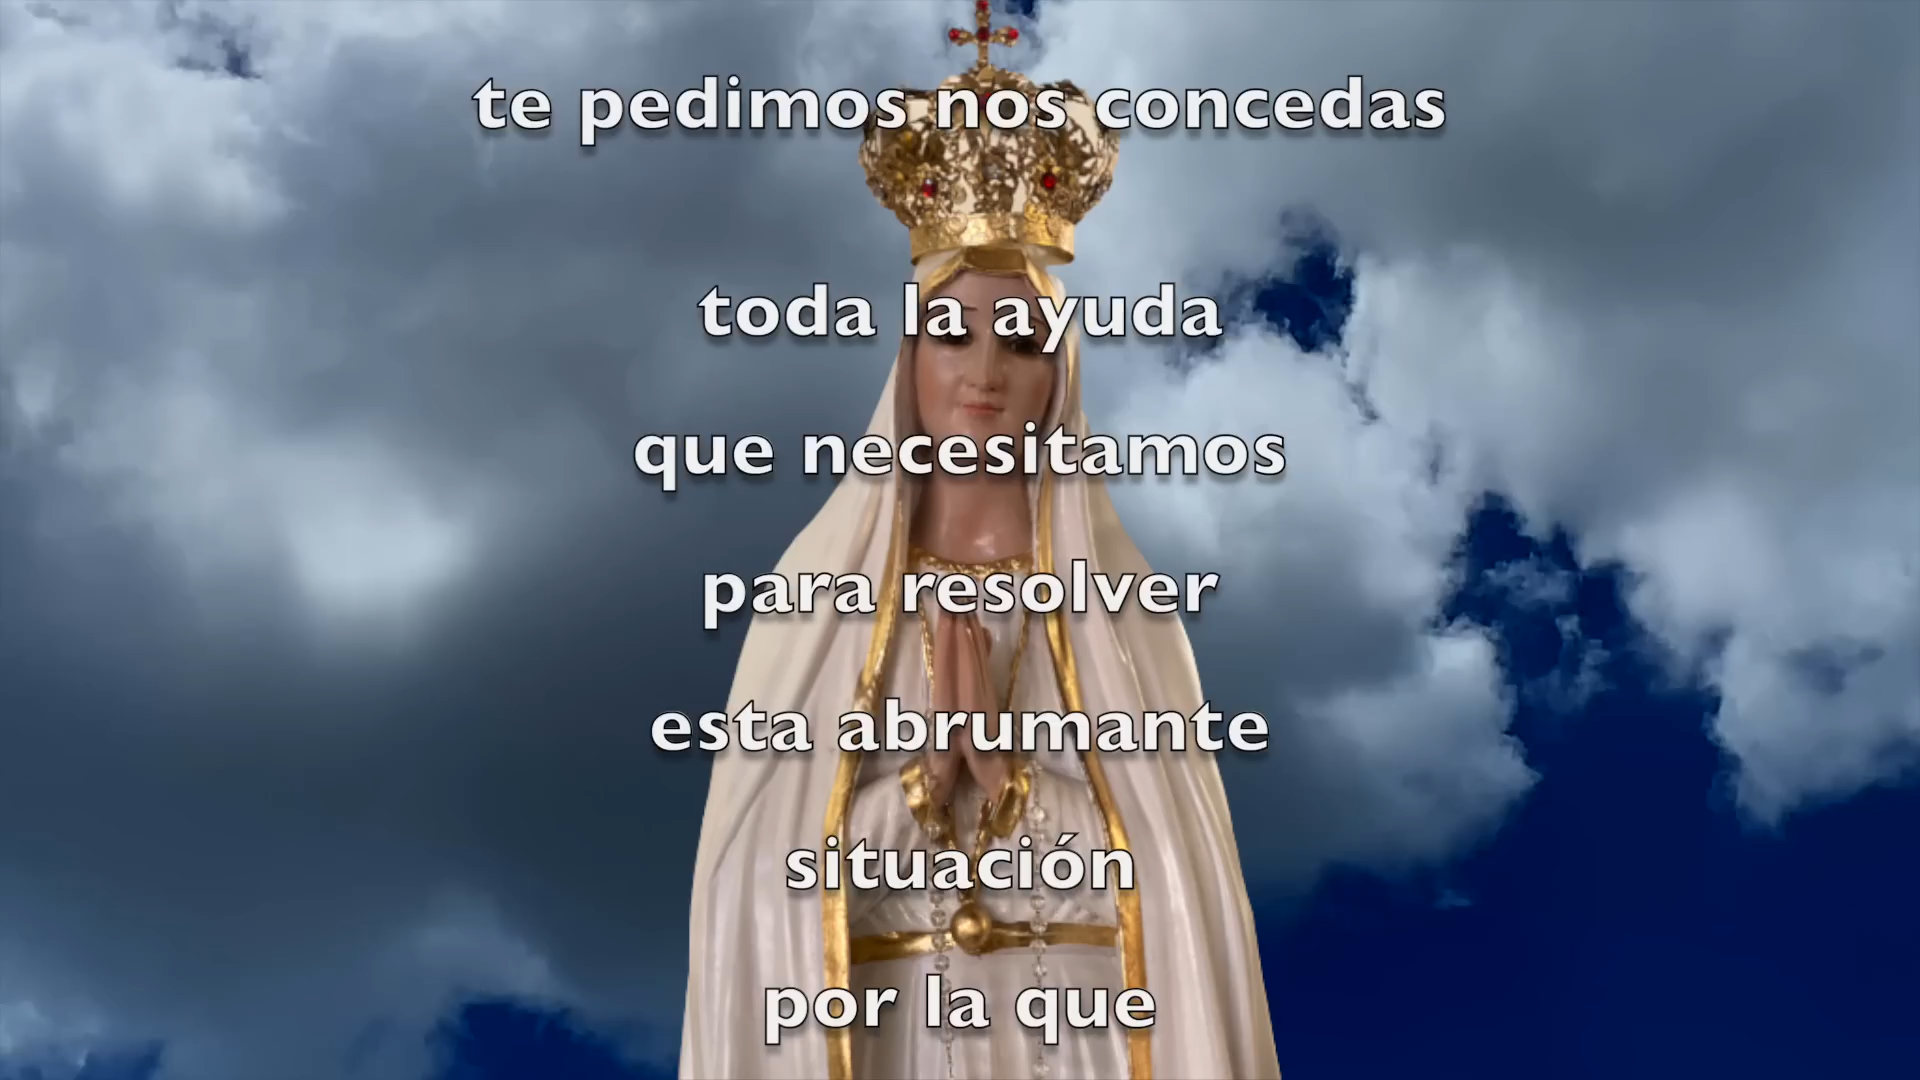 te pedimos nos concedas
toda la ayuda
que necesitamos
para resolver
esta abrumante
situación
por la que